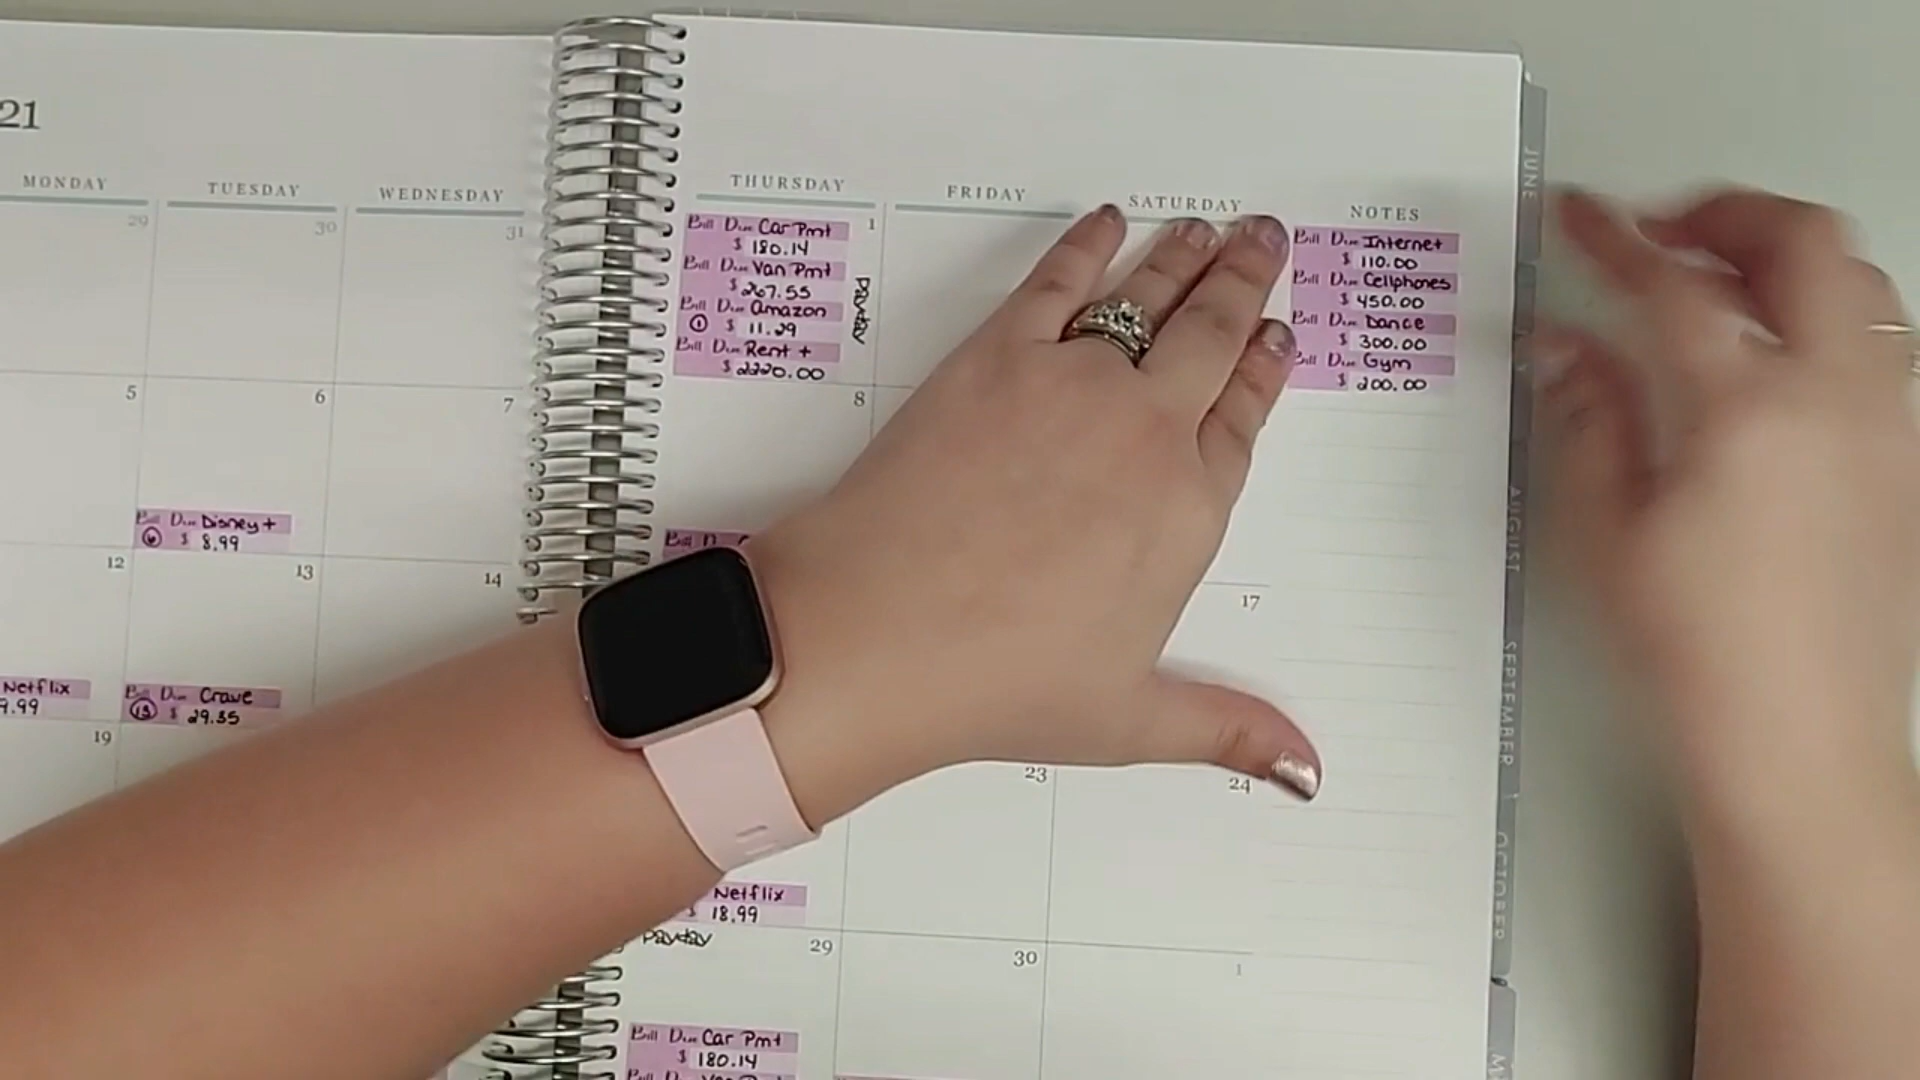 21
MONDAY
TUESDAY
WEDNESDAY
THURSDAY
FRIDAY
SATURDAY
NOTES
29
30
31
1
Bill Due Car Pmt
$ 180.14
Bill Due Van Pmt
$ 267.55
Bill Due Amazon
① $ 11.29
Bill Due Rent +
$ 2220.00
Payday
Bill Due Internet
$ 110.00
Bill Due Cellphones
$ 450.00
Bill Due Dance
$ 300.00
Bill Due Gym
$ 200.00
5
6
7
8
Bill Due Disney +
⑥ $ 8.99
Bill
12
13
14
17
Netflix
9.99
Bill Due Crave
⑬ $ 29.35
19
23
24
Netflix
$ 18.99
Payday
29
30
1
Bill Due Car Pmt
$ 180.14
JUNE
AUGUST
SEPTEMBER
OCTOBER